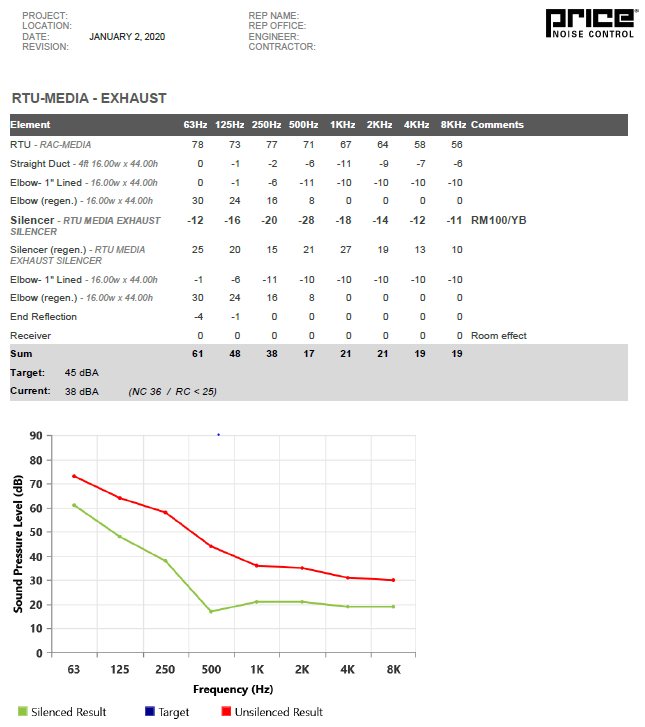 PROJECT:
LOCATION:
DATE: JANUARY 2, 2020
REVISION:
REP NAME:
REP OFFICE:
ENGINEER:
CONTRACTOR:
price
NOISE CONTROL
RTU-MEDIA - EXHAUST
Element 63Hz 125Hz 250Hz 500Hz 1KHz 2KHz 4KHz 8KHz Comments
RTU - RAC-MEDIA 78 73 77 71 67 64 58 56
Straight Duct - 4ft 16.00w x 44.00h 0 -1 -2 -6 -11 -9 -7 -6
Elbow- 1" Lined - 16.00w x 44.00h 0 -1 -6 -11 -10 -10 -10 -10
Elbow (regen.) - 16.00w x 44.00h 30 24 16 8 0 0 0 0
Silencer - RTU MEDIA EXHAUST -12 -16 -20 -28 -18 -14 -12 -11 RM100/YB
SILENCER
Silencer (regen.) - RTU MEDIA 25 20 15 21 27 19 13 10
EXHAUST SILENCER
Elbow- 1" Lined - 16.00w x 44.00h -1 -6 -11 -10 -10 -10 -10 -10
Elbow (regen.) - 16.00w x 44.00h 30 24 16 8 0 0 0 0
End Reflection -4 -1 0 0 0 0 0 0
Receiver 0 0 0 0 0 0 0 0 Room effect
Sum 61 48 38 17 21 21 19 19
Target: 45 dBA
Current: 38 dBA (NC 36 / RC < 25)
Sound Pressure Level (dB)
90
80
70
60
50
40
30
20
10
0
63 125 250 500 1K 2K 4K 8K
Frequency (Hz)
Silenced Result Target Unsilenced Result